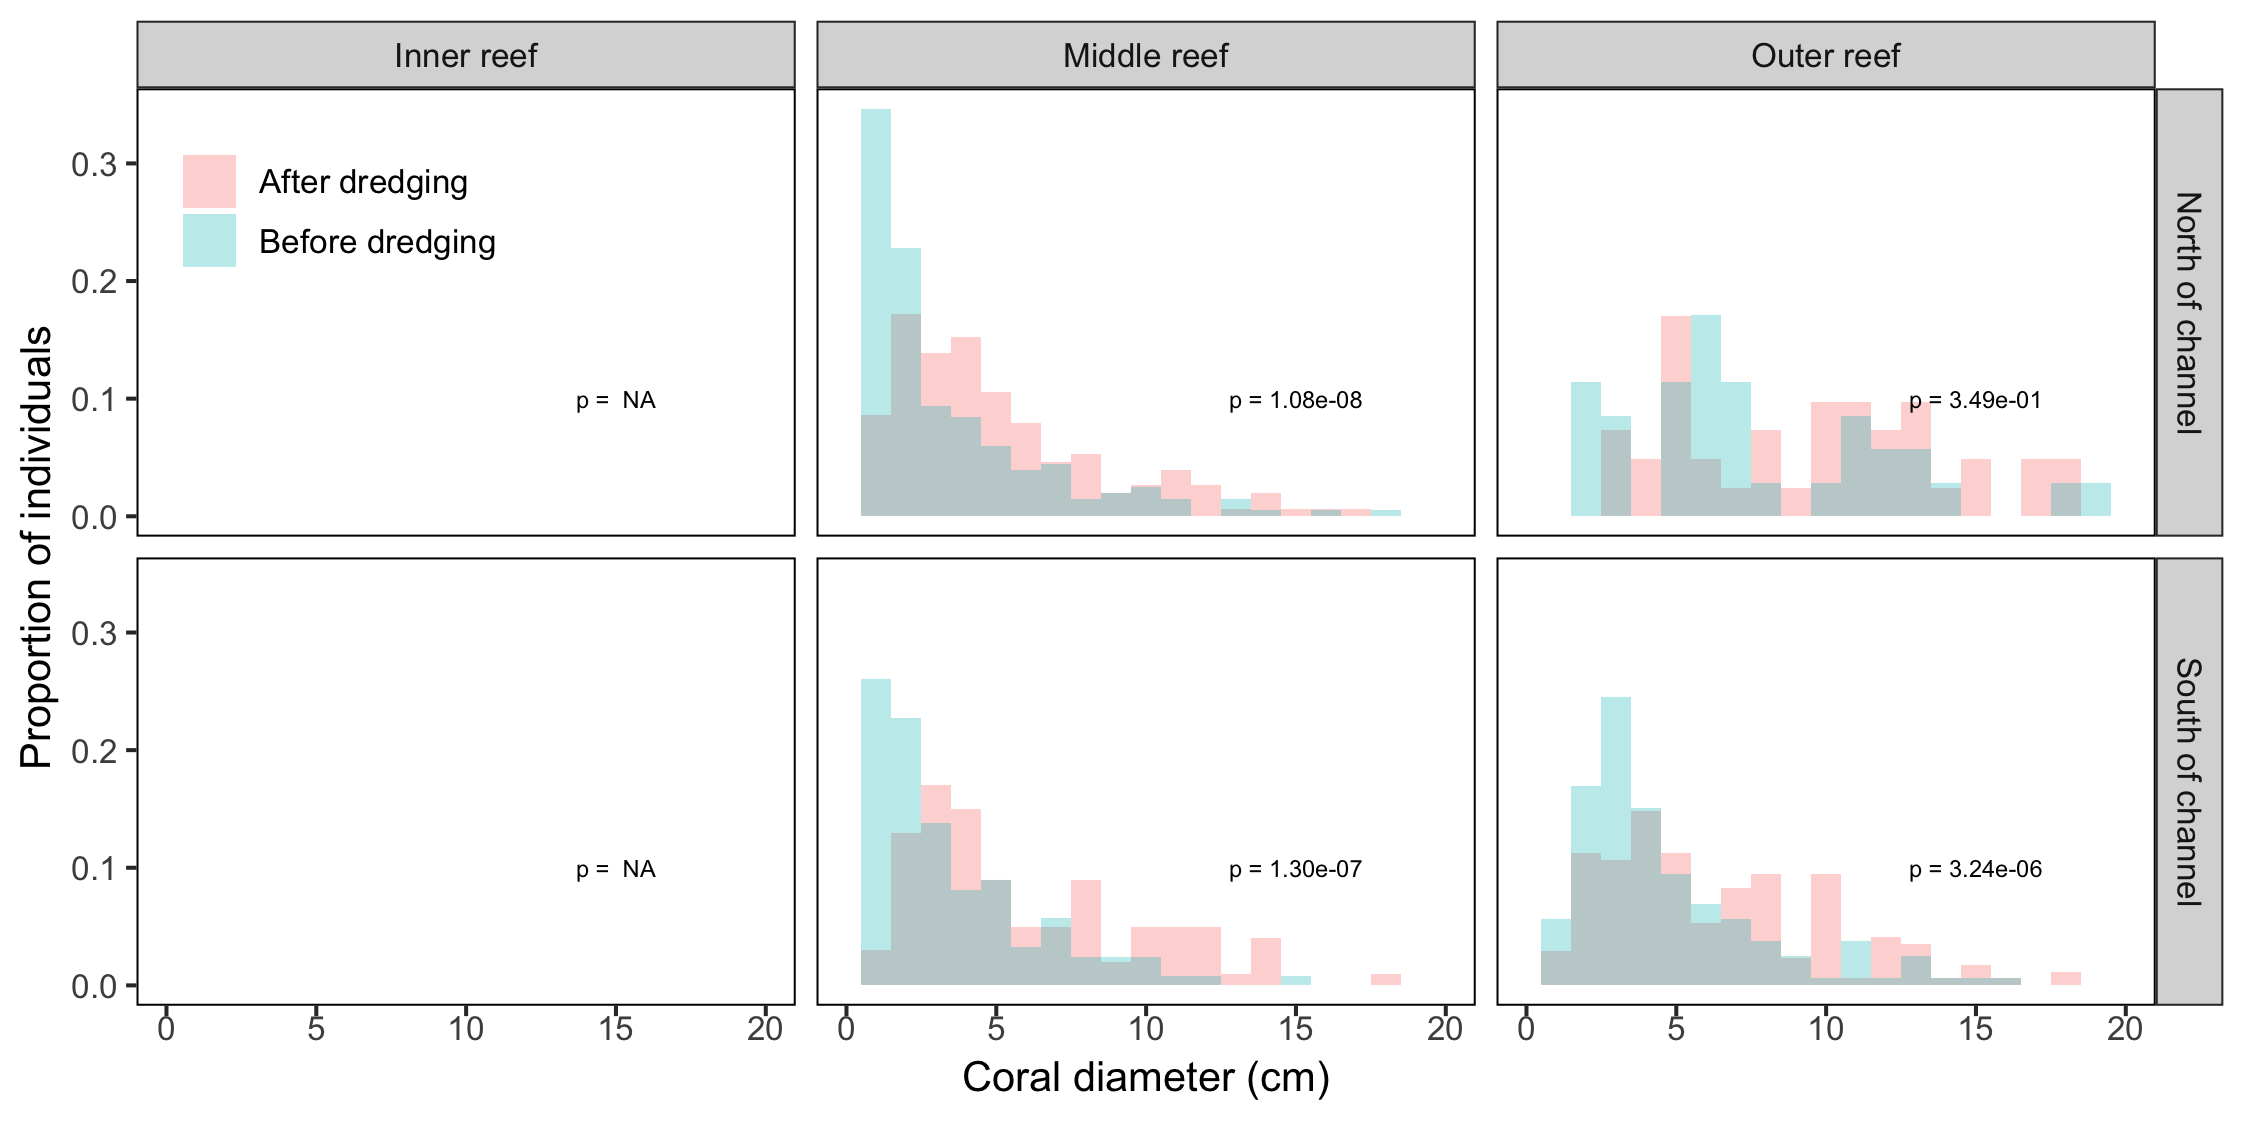 Inner reef
Middle reef
Outer reef
After dredging
Before dredging
0.3
0.2
0.1
0.0
p =  NA
p = 1.08e-08
p = 3.49e-01
North of channel
Proportion of individuals
0.3
0.2
0.1
0.0
p =  NA
p = 1.30e-07
p = 3.24e-06
South of channel
0 5 10 15 20
0 5 10 15 20
0 5 10 15 20
Coral diameter (cm)